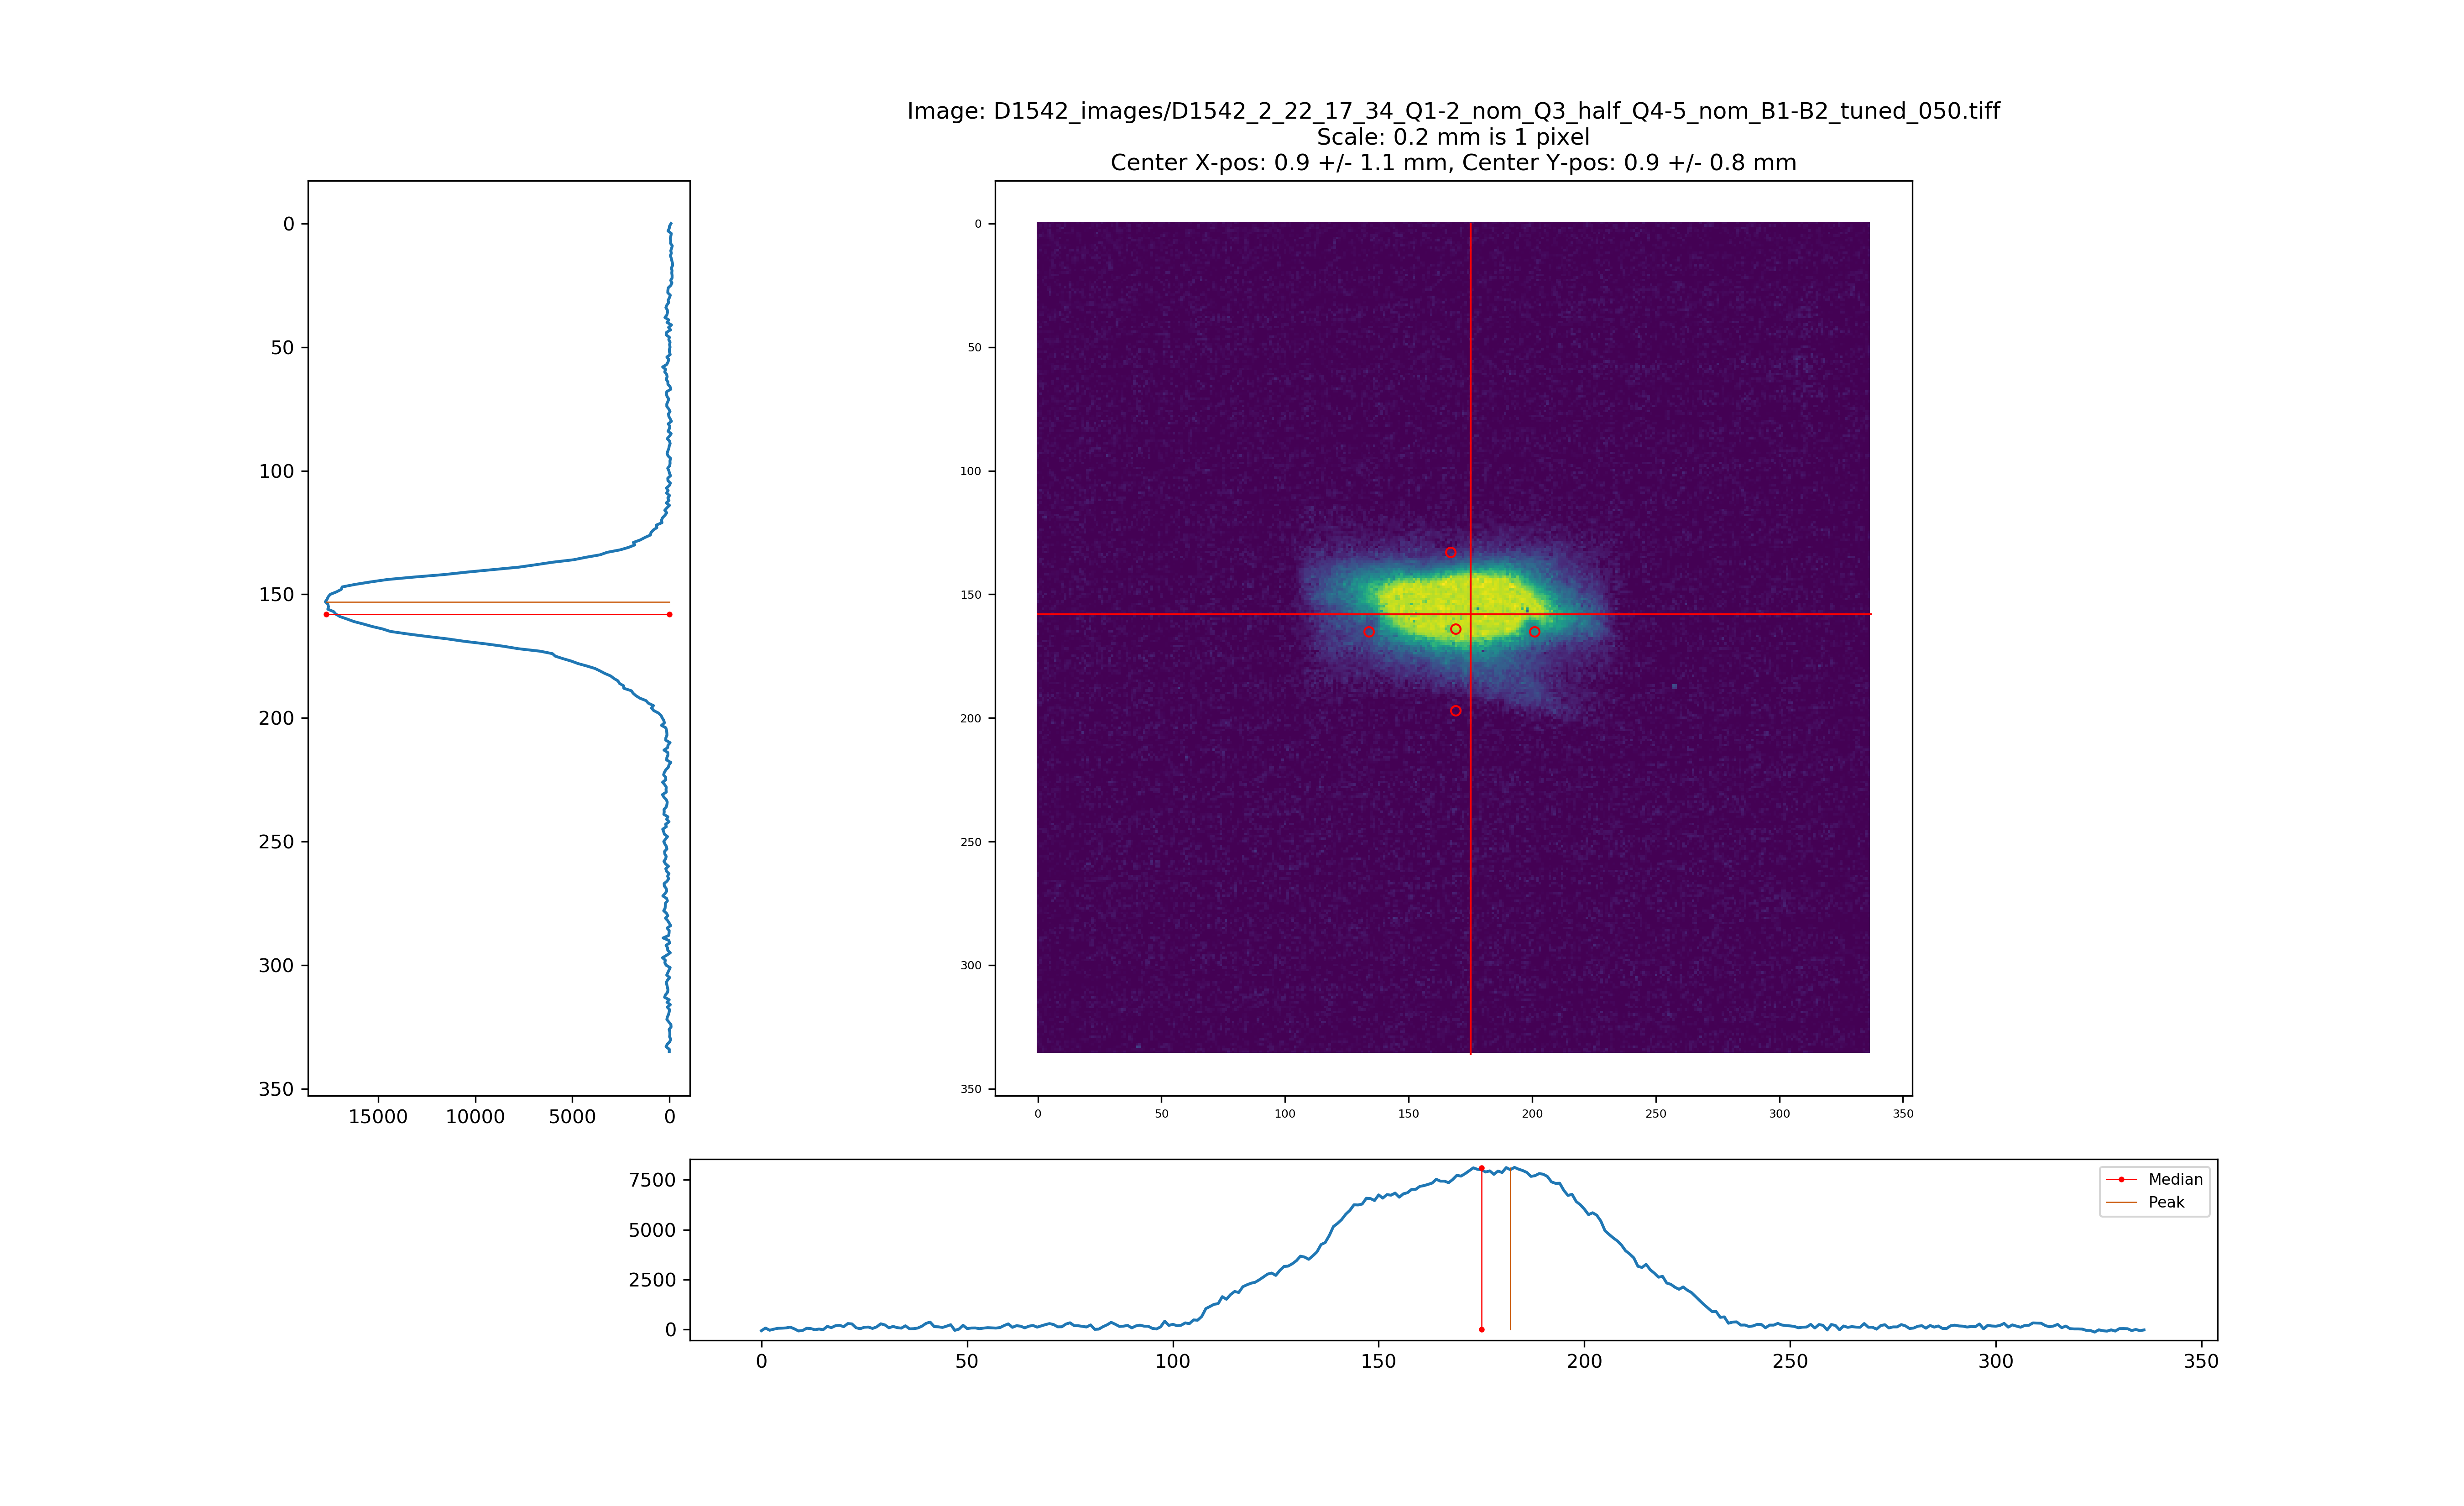 Image: D1542_images/D1542_2_22_17_34_Q1-2_nom_Q3_half_Q4-5_nom_B1-B2_tuned_050.tiff
Scale: 0.2 mm is 1 pixel
Center X-pos: 0.9 +/- 1.1 mm, Center Y-pos: 0.9 +/- 0.8 mm
0
50
100
150
200
250
300
350
15000 10000 5000 0
0
50
100
150
200
250
300
350
0 50 100 150 200 250 300 350
7500
5000
2500
0
0 50 100 150 200 250 300 350
Median
Peak